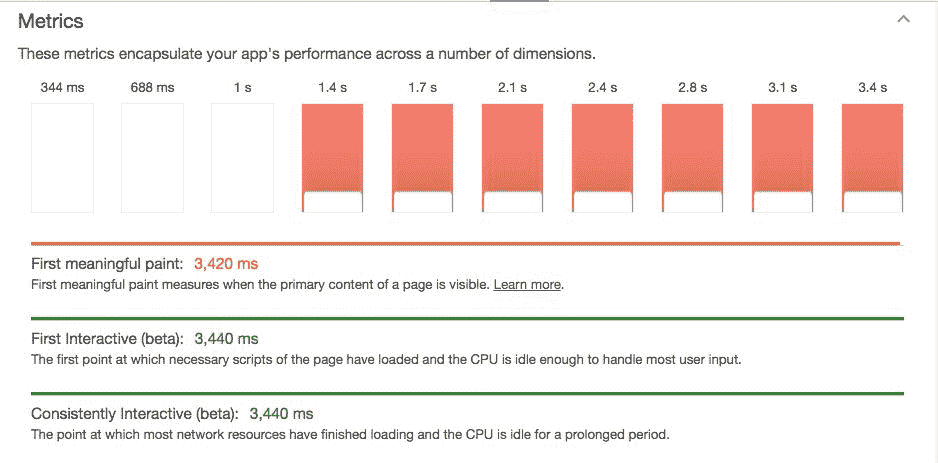 Metrics
These metrics encapsulate your app's performance across a number of dimensions.
344 ms 688 ms 1 s 1.4 s 1.7 s 2.1 s 2.4 s 2.8 s 3.1 s 3.4 s
First meaningful paint: 3,420 ms
First meaningful paint measures when the primary content of a page is visible. Learn more.
First Interactive (beta): 3,440 ms
The first point at which necessary scripts of the page have loaded and the CPU is idle enough to handle most user input.
Consistently Interactive (beta): 3,440 ms
The point at which most network resources have finished loading and the CPU is idle for a prolonged period.